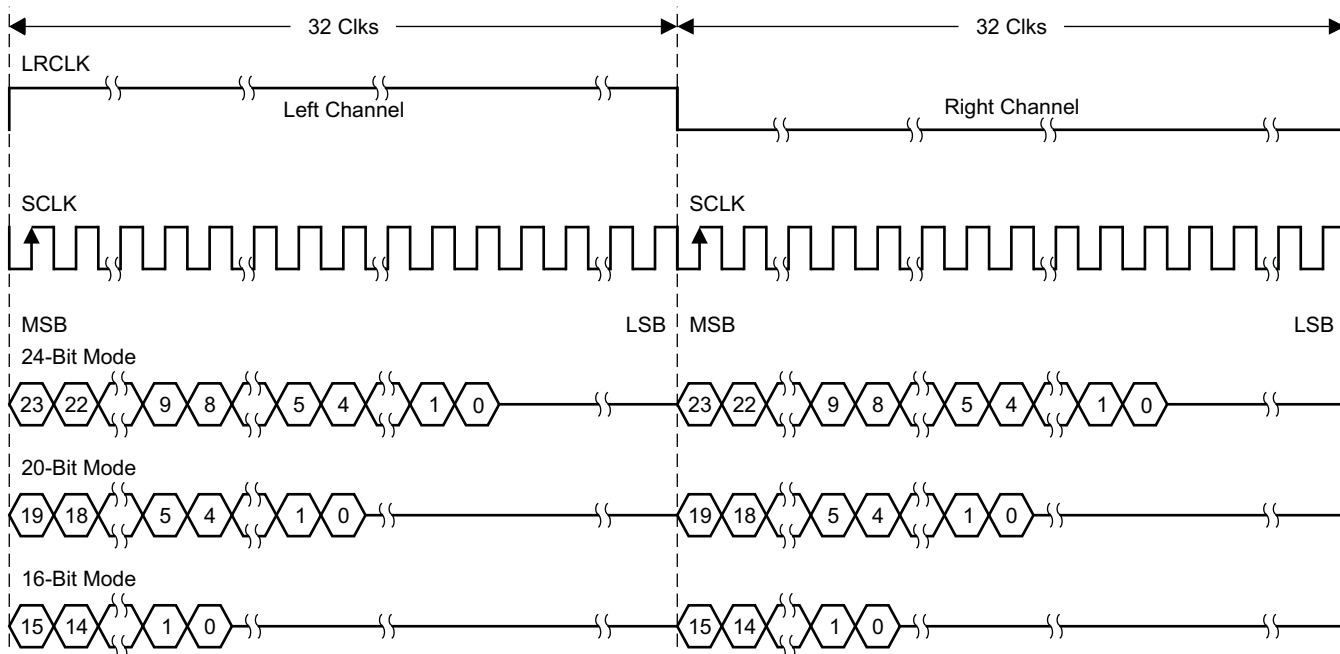 32 Clks 32 Clks
LRCLK
Left Channel Right Channel
SCLK SCLK
MSB LSB MSB LSB
24-Bit Mode
23 22 9 8 5 4 1 0 23 22 9 8 5 4 1 0
20-Bit Mode
19 18 5 4 1 0 19 18 5 4 1 0
16-Bit Mode
15 14 1 0 15 14 1 0